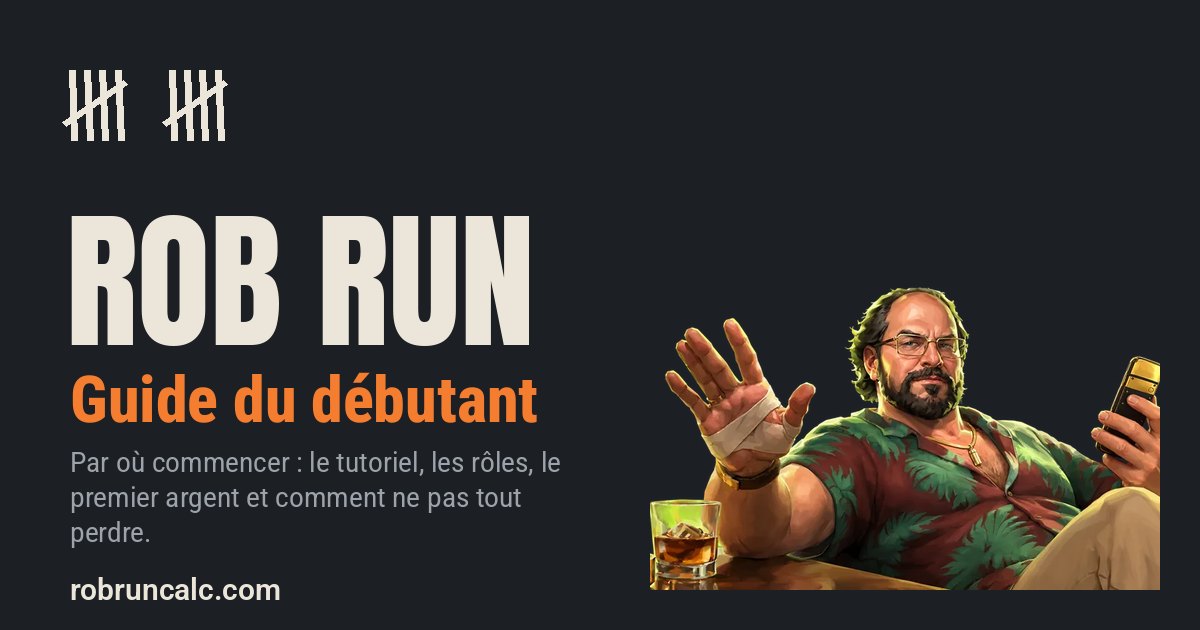 ROB RUN
Guide du débutant
Par où commencer : le tutoriel, les rôles, le
premier argent et comment ne pas tout
perdre.
robruncalc.com